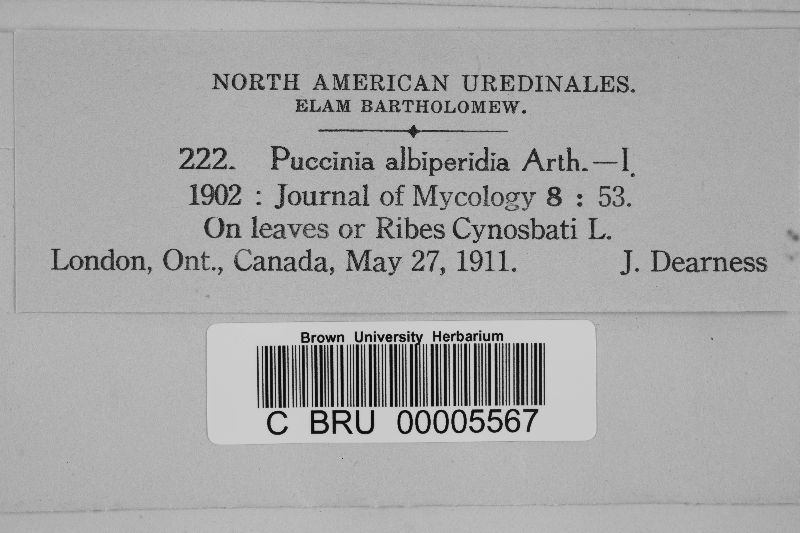 NORTH AMERICAN UREDINALES.
ELAM BARTHOLOMEW.
222. Puccinia albiperidia Arth.—I.
1902 : Journal of Mycology 8 : 53.
On leaves or Ribes Cynosbati L.
London, Ont., Canada, May 27, 1911. J. Dearness
Brown University Herbarium
C BRU 00005567